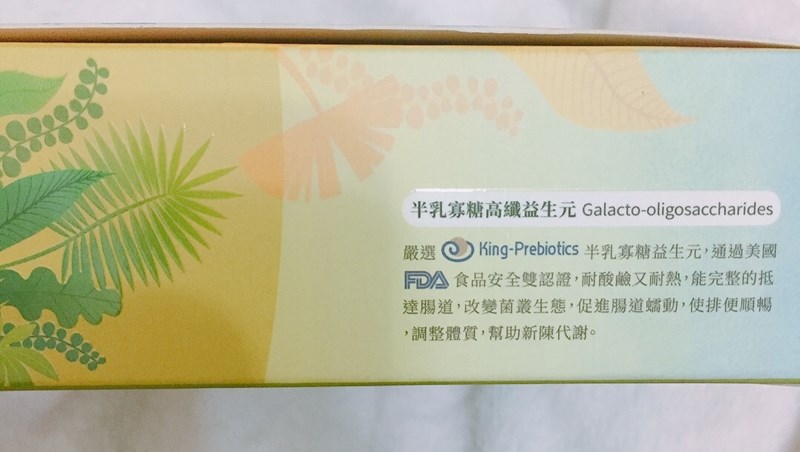 半乳寡糖高纖益生元 Galacto-oligosaccharides
嚴選 King-Prebiotics 半乳寡糖益生元，通過美國
FDA 食品安全雙認證，耐酸鹼又耐熱，能完整的抵
達腸道，改變菌叢生態，促進腸道蠕動，使排便順暢
，調整體質，幫助新陳代謝。